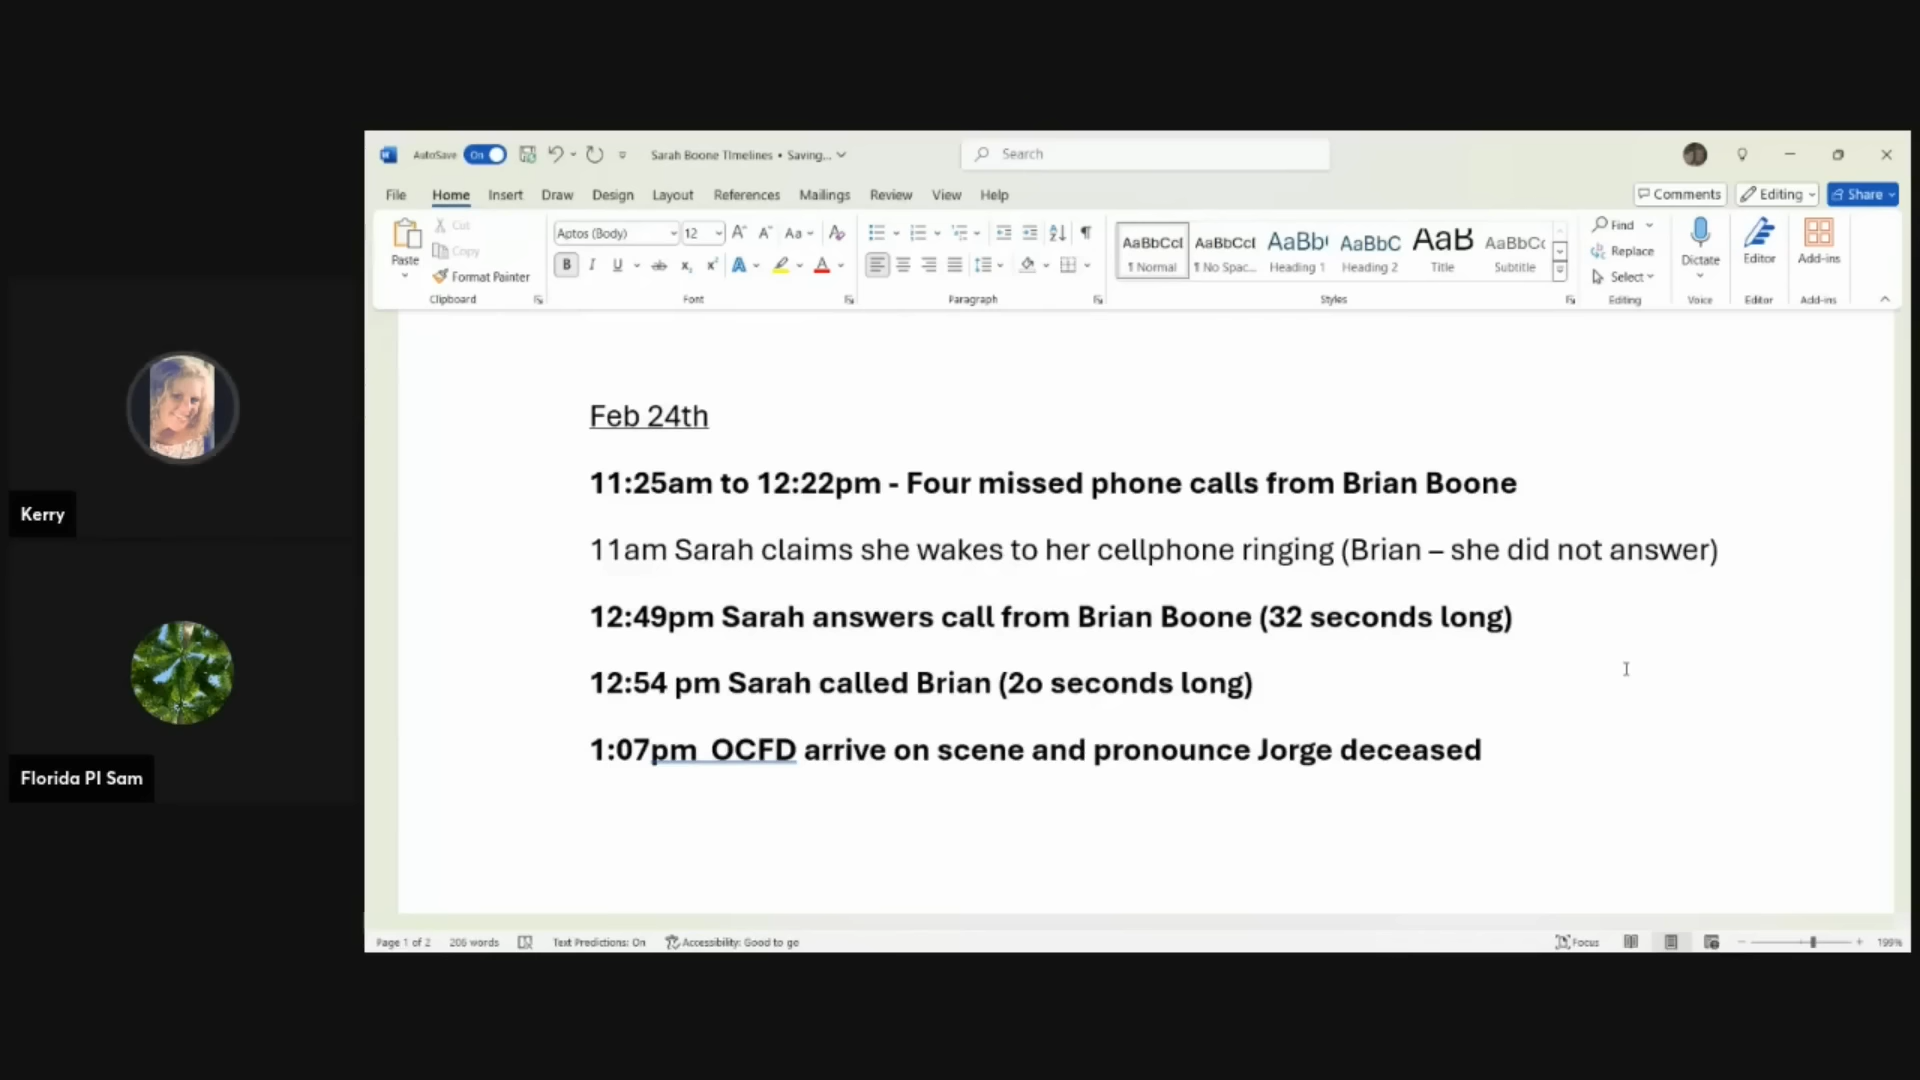 AutoSave On Sarah Boone TImelines • Saving... Search
File Home Insert Draw Design Layout References Mailings Review View Help Comments Editing Share
Paste Cut Copy Format Painter Clipboard
Aptos (Body) 12 Font
Paragraph
AaBbCcI ¶ Normal AaBbCcI ¶ No Spac... AaBb( Heading 1 AaBbC Heading 2 AaB Title AaBbCc Subtitle Styles
Find Replace Select Editing
Dictate Voice
Editor Editor
Add-ins Add-ins
Kerry
Florida PI Sam
Feb 24th
11:25am to 12:22pm - Four missed phone calls from Brian Boone
11am Sarah claims she wakes to her cellphone ringing (Brian – she did not answer)
12:49pm Sarah answers call from Brian Boone (32 seconds long)
12:54 pm Sarah called Brian (2o seconds long)
1:07pm  OCFD arrive on scene and pronounce Jorge deceased
Page 1 of 2 206 words Text Predictions: On Accessibility: Good to go Focus 199%